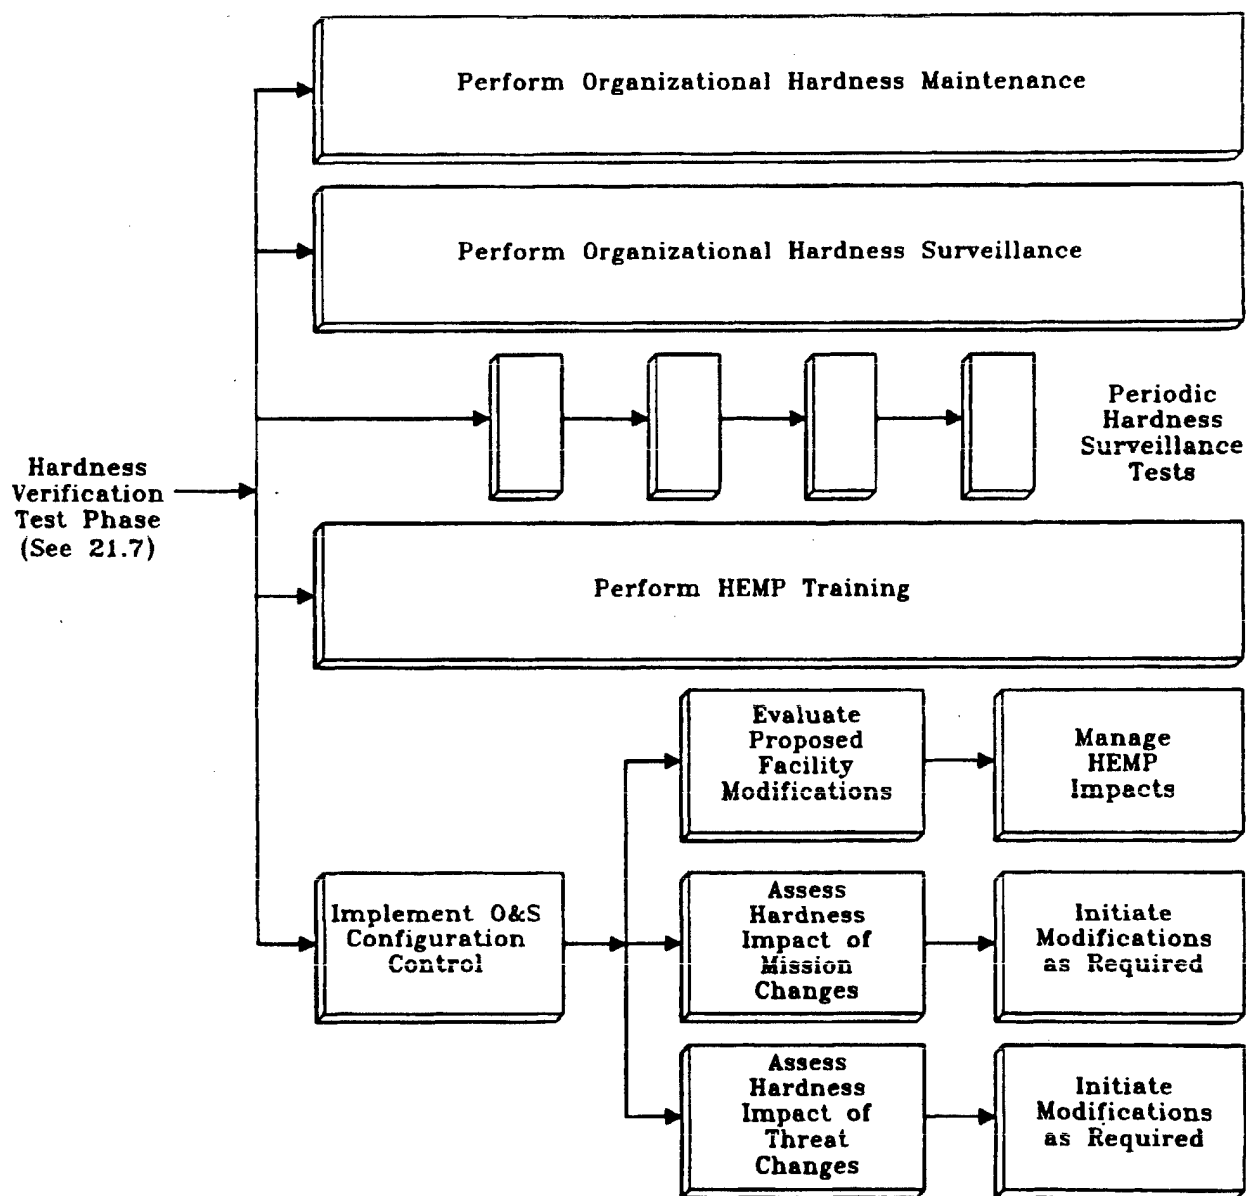 Perform Organizational Hardness Maintenance
Perform Organizational Hardness Surveillance
Periodic
Hardness
Surveillance
Tests
Hardness
Verification
Test Phase
(See 21.7)
Perform HEMP Training
Evaluate
Proposed
Facility
Modifications
Manage
HEMP
Impacts
Implement O&S
Configuration
Control
Assess
Hardness
Impact of
Mission
Changes
Initiate
Modifications
as Required
Assess
Hardness
Impact of
Threat
Changes
Initiate
Modifications
as Required